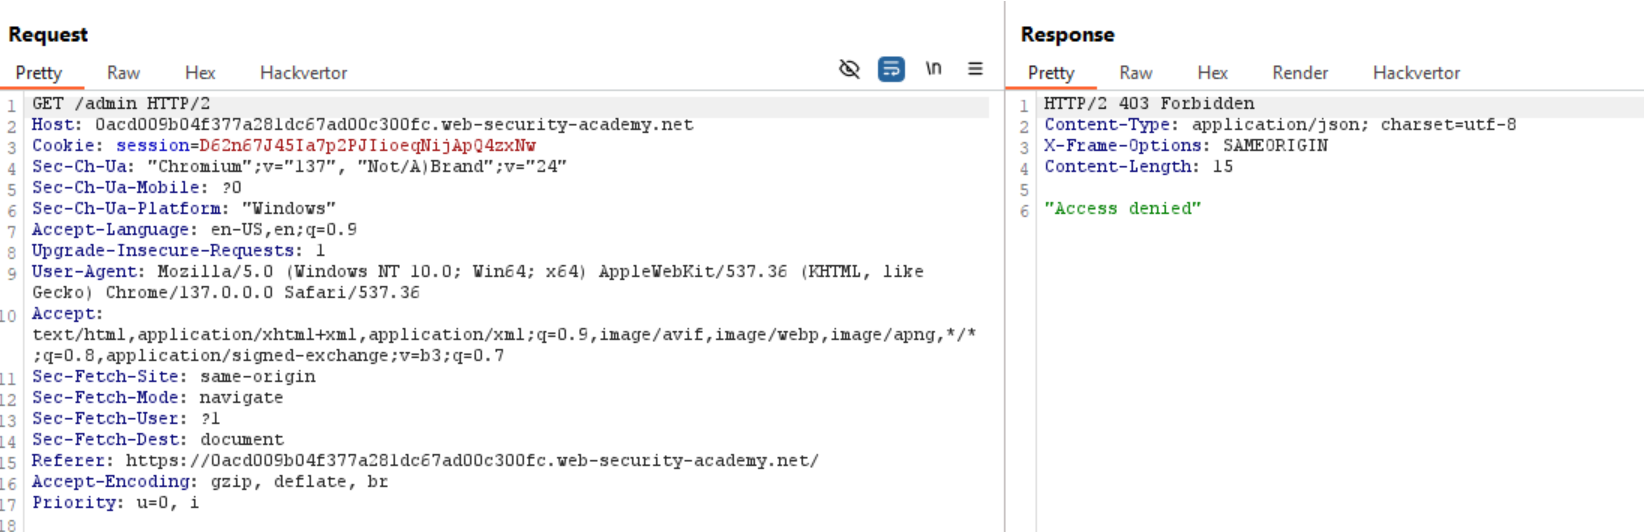 Request
Pretty Raw Hex Hackvertor \n
1 GET /admin HTTP/2
2 Host: 0acd009b04f377a281dc67ad00c300fc.web-security-academy.net
3 Cookie: session=D62n67J45Ia7p2PJIioeqNijApQ4zxNw
4 Sec-Ch-Ua: "Chromium";v="137", "Not/A)Brand";v="24"
5 Sec-Ch-Ua-Mobile: ?0
6 Sec-Ch-Ua-Platform: "Windows"
7 Accept-Language: en-US,en;q=0.9
8 Upgrade-Insecure-Requests: 1
9 User-Agent: Mozilla/5.0 (Windows NT 10.0; Win64; x64) AppleWebKit/537.36 (KHTML, like
Gecko) Chrome/137.0.0.0 Safari/537.36
10 Accept:
text/html,application/xhtml+xml,application/xml;q=0.9,image/avif,image/webp,image/apng,*/*
;q=0.8,application/signed-exchange;v=b3;q=0.7
11 Sec-Fetch-Site: same-origin
12 Sec-Fetch-Mode: navigate
13 Sec-Fetch-User: ?1
14 Sec-Fetch-Dest: document
15 Referer: https://0acd009b04f377a281dc67ad00c300fc.web-security-academy.net/
16 Accept-Encoding: gzip, deflate, br
17 Priority: u=0, i
18
Response
Pretty Raw Hex Render Hackvertor
1 HTTP/2 403 Forbidden
2 Content-Type: application/json; charset=utf-8
3 X-Frame-Options: SAMEORIGIN
4 Content-Length: 15
5
6 "Access denied"